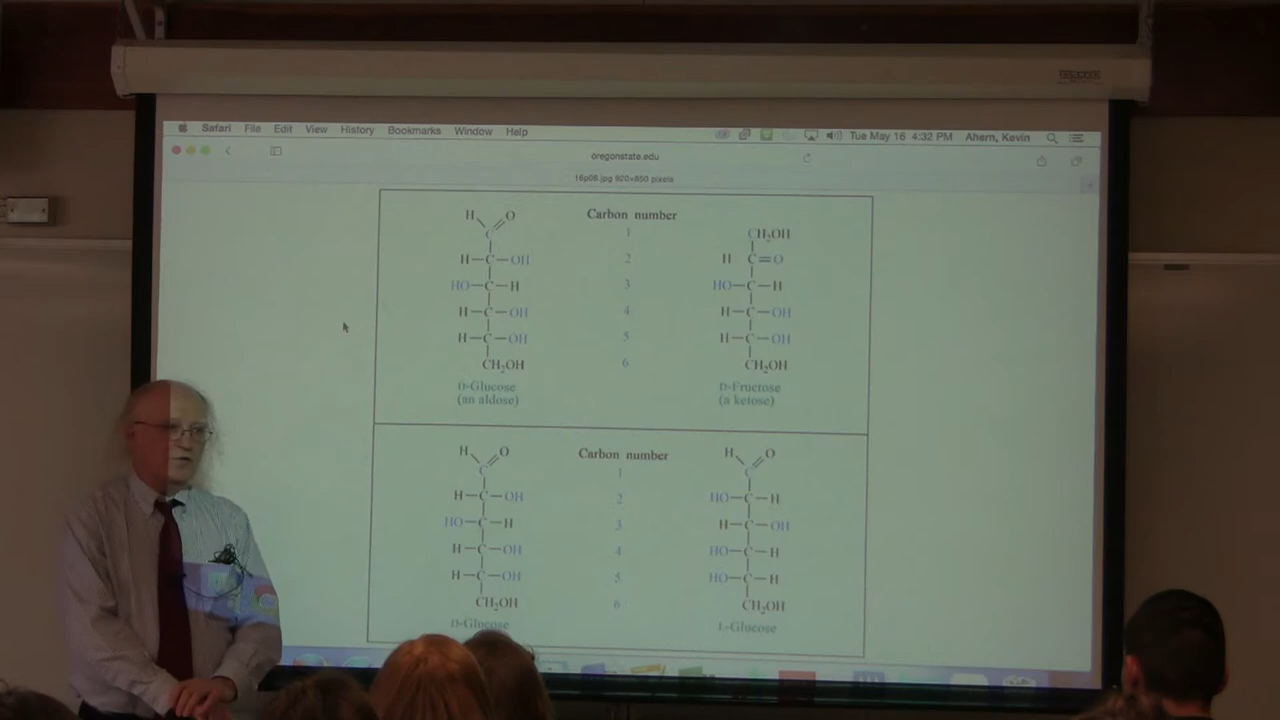 Safari File Edit View History Bookmarks Window Help Tue May 16 4:32 PM Ahern, Kevin
oregonstate.edu
16p06.jpg 920×650 pixels
H O Carbon number
C 1 CH₂OH
H—C—OH 2 H C=O
HO—C—H 3 HO—C—H
H—C—OH 4 H—C—OH
H—C—OH 5 H—C—OH
CH₂OH 6 CH₂OH
D-Glucose D-Fructose
(an aldose) (a ketose)
H O Carbon number H O
C 1 C
H—C—OH 2 HO—C—H
HO—C—H 3 H—C—OH
H—C—OH 4 HO—C—H
H—C—OH 5 HO—C—H
CH₂OH 6 CH₂OH
D-Glucose L-Glucose